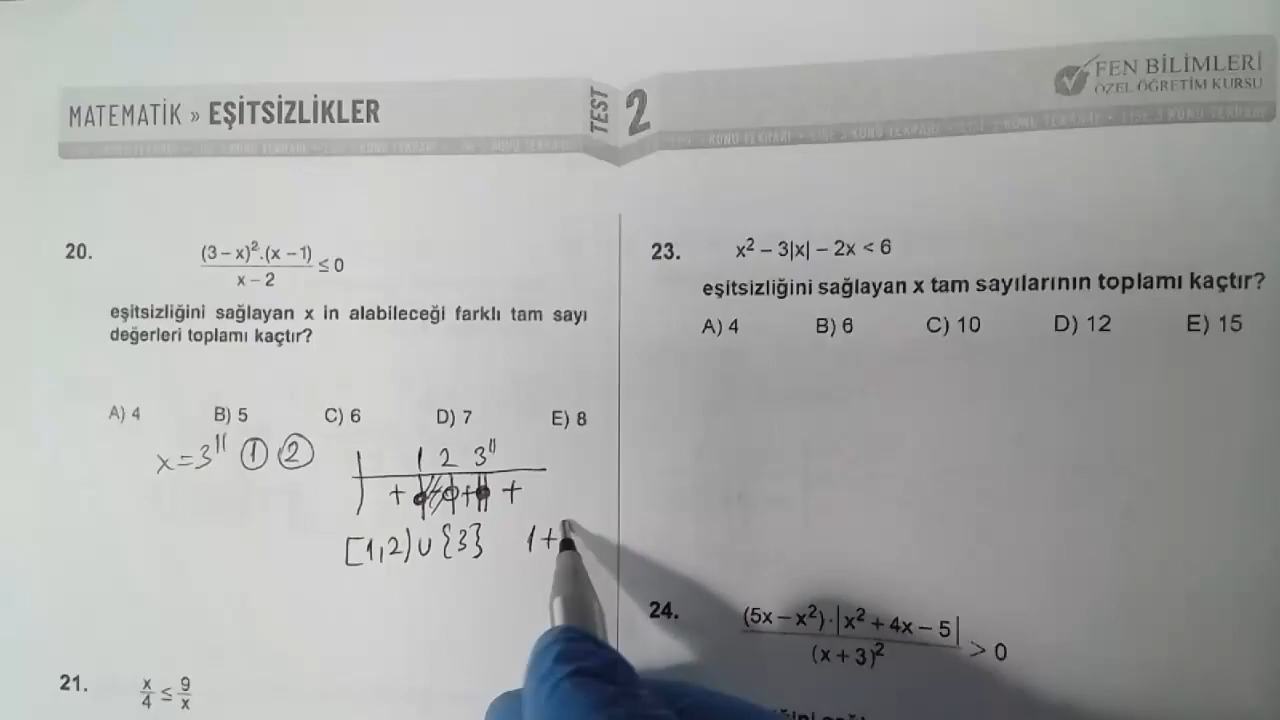 MATEMATİK » EŞİTSİZLİKLER
TEST 2
FEN BİLİMLERİ
ÖZEL ÖĞRETİM KURSU
20.
(3 – x)².(x – 1)
x – 2
≤ 0
eşitsizliğini sağlayan x in alabileceği farklı tam sayı
değerleri toplamı kaçtır?
A) 4 B) 5 C) 6 D) 7 E) 8
x = 3 ① ②
1 2 3
+ + +
[1,2) ∪ {3} 1+
21. x/4 ≤ 9/x
23. x² – 3|x| – 2x < 6
eşitsizliğini sağlayan x tam sayılarının toplamı kaçtır?
A) 4 B) 6 C) 10 D) 12 E) 15
24.
(5x – x²)·|x² + 4x – 5|
(x + 3)²
> 0